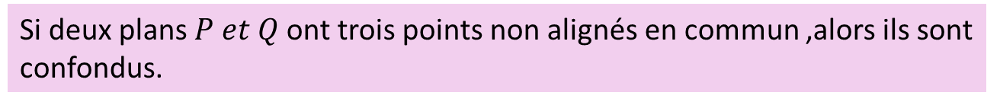 Si deux plans P et Q ont trois points non alignés en commun ,alors ils sont
confondus.